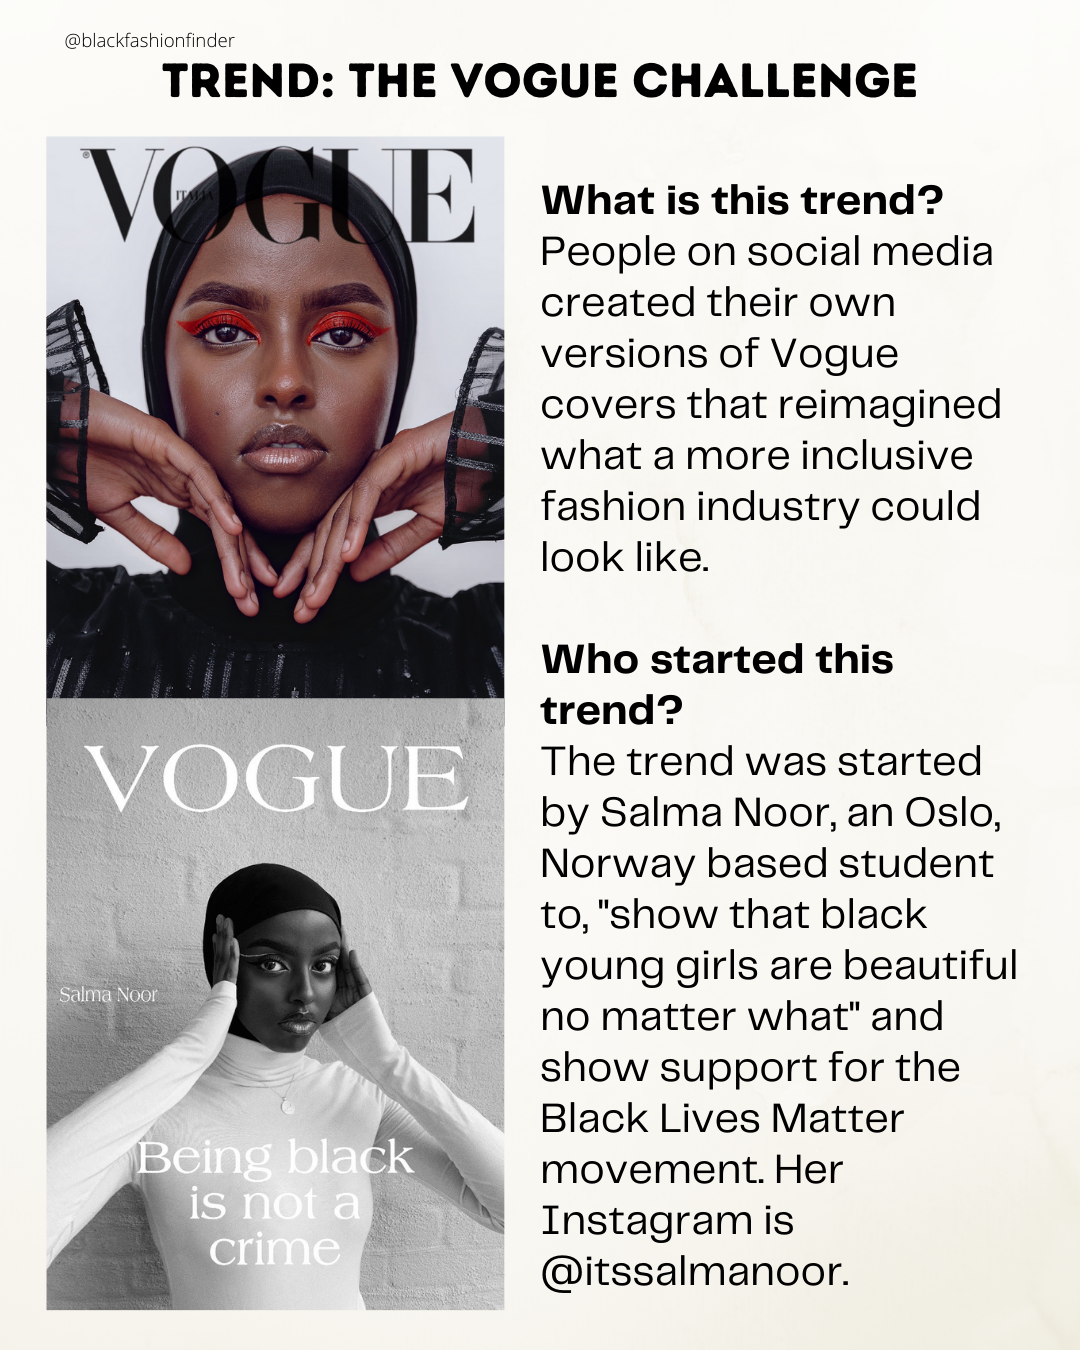 @blackfashionfinder
TREND: THE VOGUE CHALLENGE
VOGUE
ITALIA
VOGUE
Salma Noor
Being black
is not a
crime
What is this trend?
People on social media
created their own
versions of Vogue
covers that reimagined
what a more inclusive
fashion industry could
look like.
Who started this
trend?
The trend was started
by Salma Noor, an Oslo,
Norway based student
to, "show that black
young girls are beautiful
no matter what" and
show support for the
Black Lives Matter
movement. Her
Instagram is
@itssalmanoor.